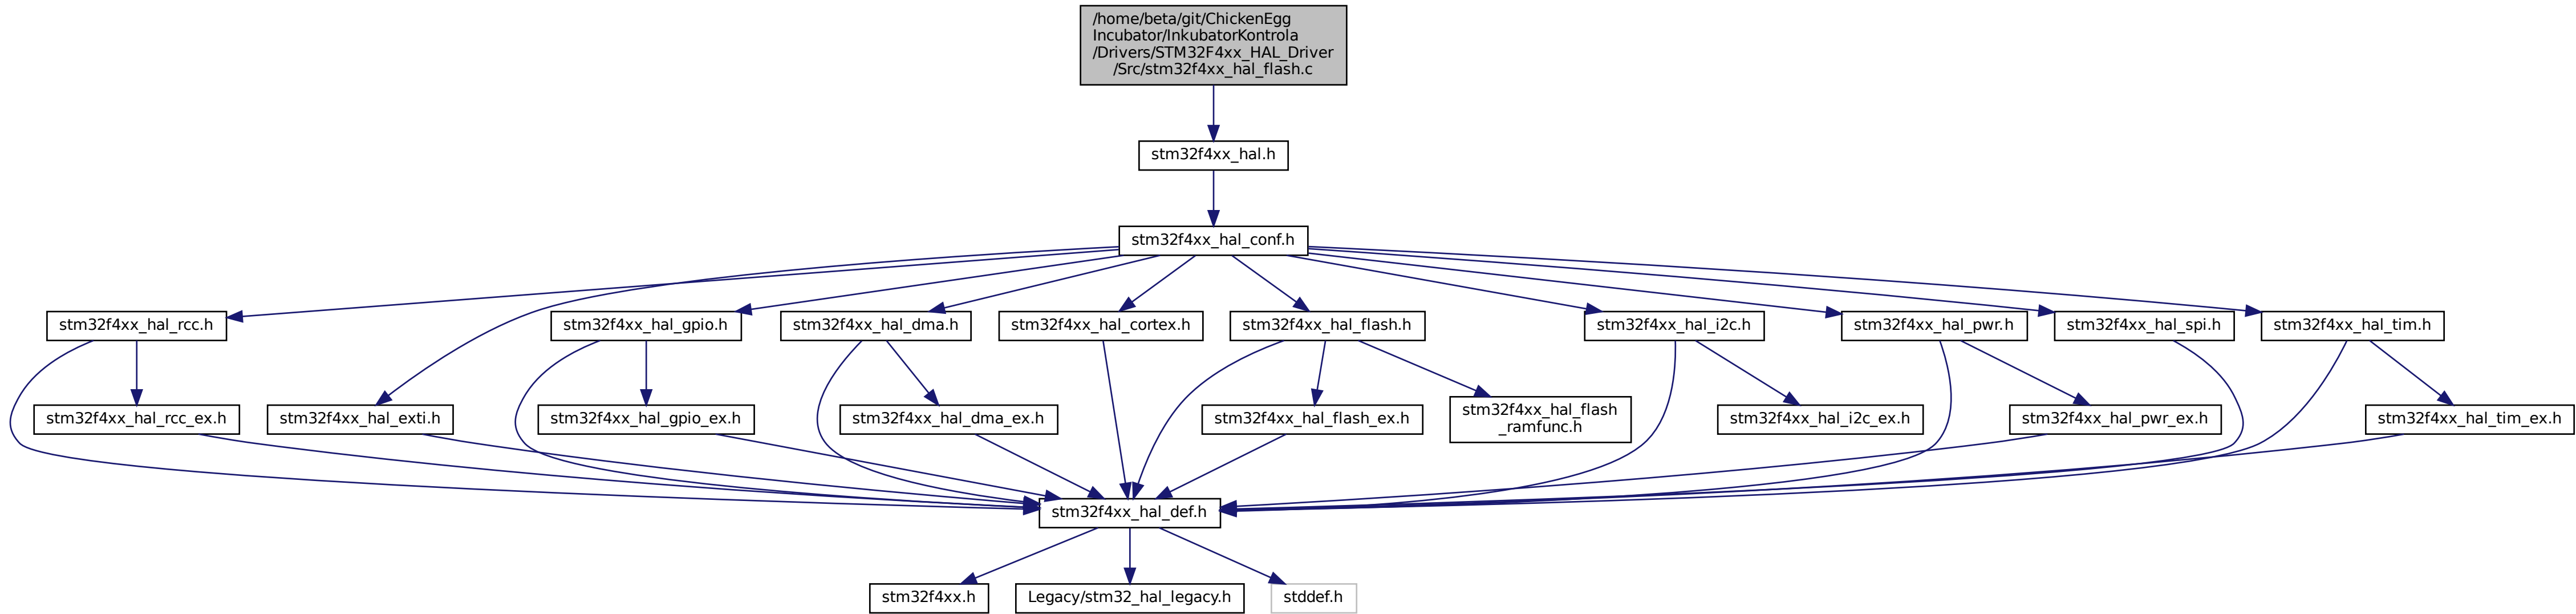 /home/beta/git/ChickenEgg
Incubator/InkubatorKontrola
/Drivers/STM32F4xx_HAL_Driver
/Src/stm32f4xx_hal_flash.c
stm32f4xx_hal.h
stm32f4xx_hal_conf.h
stm32f4xx_hal_rcc.h
stm32f4xx_hal_gpio.h
stm32f4xx_hal_dma.h
stm32f4xx_hal_cortex.h
stm32f4xx_hal_flash.h
stm32f4xx_hal_i2c.h
stm32f4xx_hal_pwr.h
stm32f4xx_hal_spi.h
stm32f4xx_hal_tim.h
stm32f4xx_hal_rcc_ex.h
stm32f4xx_hal_exti.h
stm32f4xx_hal_gpio_ex.h
stm32f4xx_hal_dma_ex.h
stm32f4xx_hal_flash_ex.h
stm32f4xx_hal_flash
_ramfunc.h
stm32f4xx_hal_i2c_ex.h
stm32f4xx_hal_pwr_ex.h
stm32f4xx_hal_tim_ex.h
stm32f4xx_hal_def.h
stm32f4xx.h
Legacy/stm32_hal_legacy.h
stddef.h